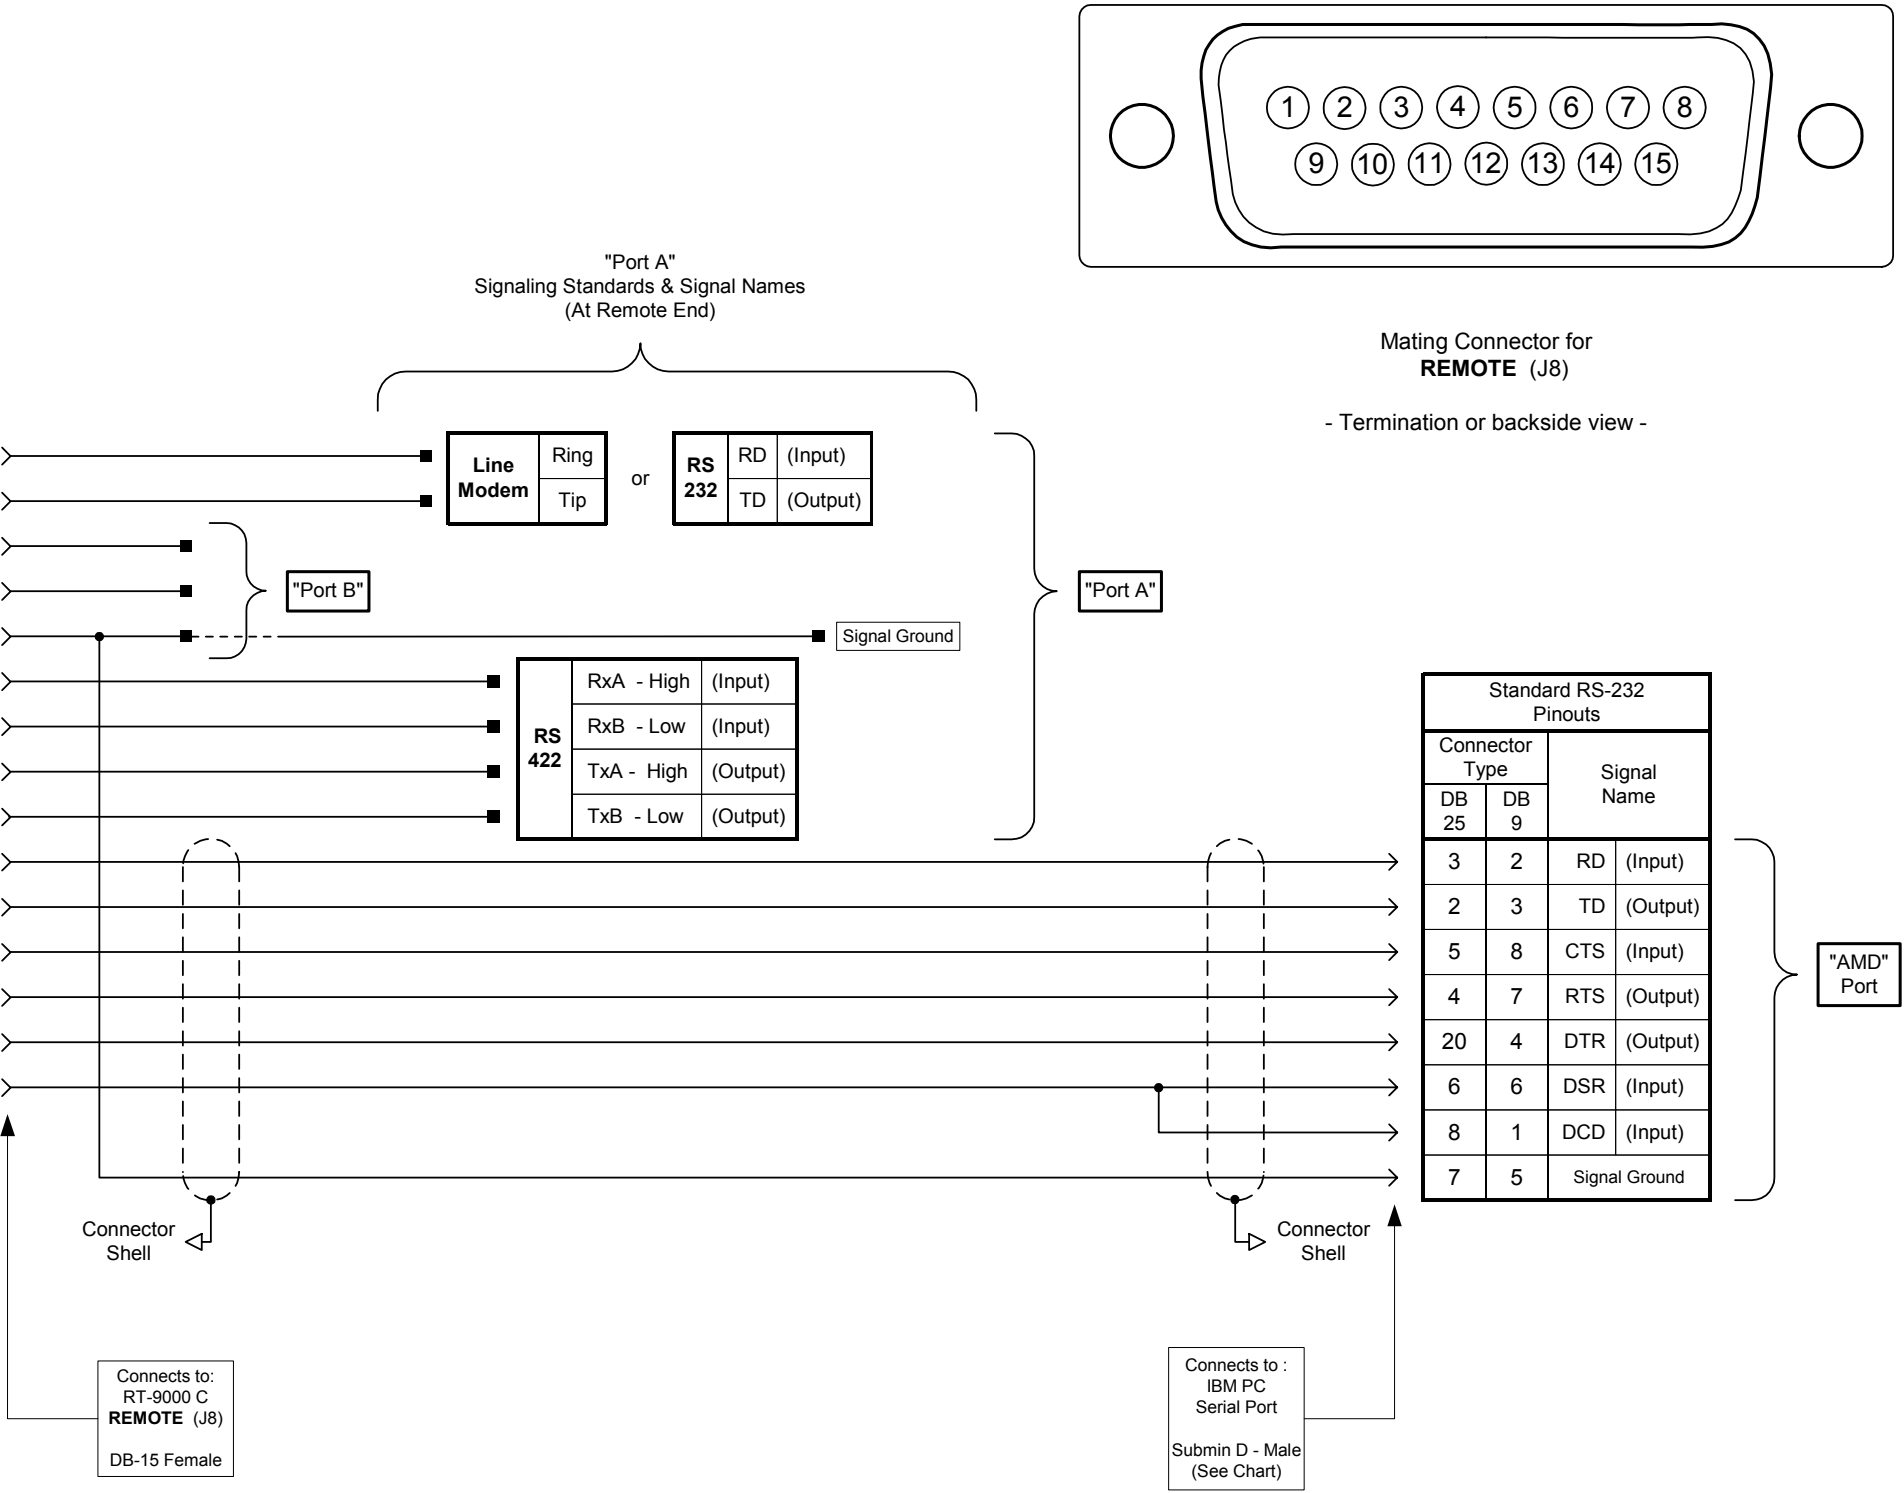 1 2 3 4 5 6 7 8
9 10 11 12 13 14 15
Mating Connector for
REMOTE (J8)
- Termination or backside view -
"Port A"
Signaling Standards & Signal Names
(At Remote End)
Line
Modem
Ring
Tip
or
RS
232
RD (Input)
TD (Output)
"Port B"
"Port A"
Signal Ground
RS
422
RxA - High (Input)
RxB - Low (Input)
TxA - High (Output)
TxB - Low (Output)
Standard RS-232
Pinouts
Connector
Type
Signal
Name
DB
25
DB
9
3 2 RD (Input)
2 3 TD (Output)
5 8 CTS (Input)
4 7 RTS (Output)
20 4 DTR (Output)
6 6 DSR (Input)
8 1 DCD (Input)
7 5 Signal Ground
"AMD"
Port
Connector
Shell
Connector
Shell
Connects to:
RT-9000 C
REMOTE (J8)
DB-15 Female
Connects to :
IBM PC
Serial Port
Submin D - Male
(See Chart)